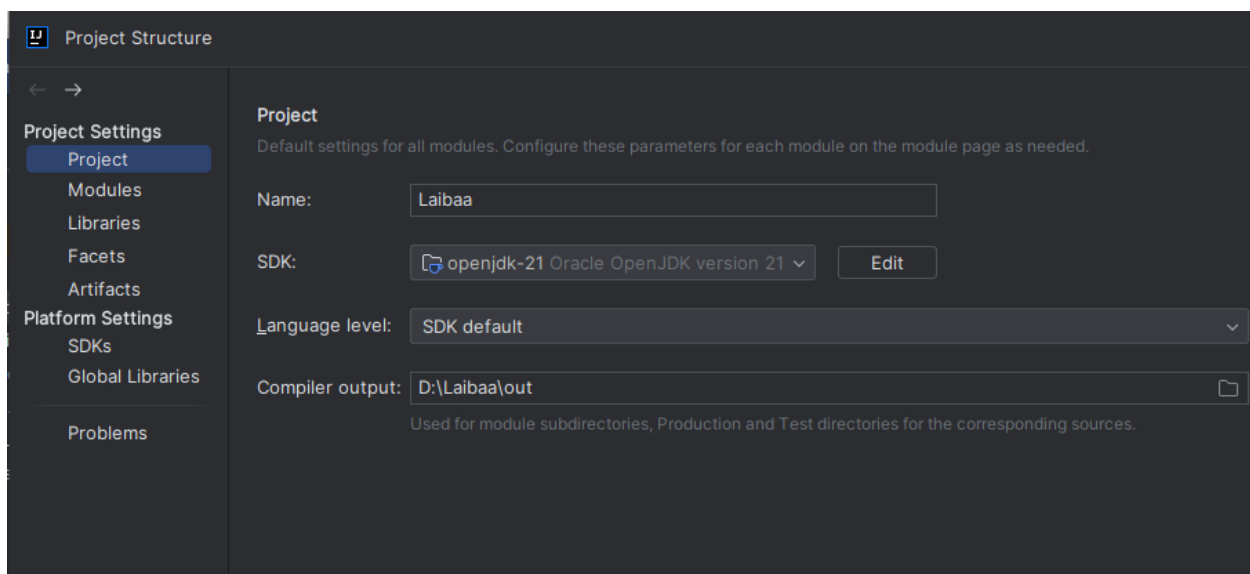 IJ
Project Structure
Project Settings
Project
Modules
Libraries
Facets
Artifacts
Platform Settings
SDKs
Global Libraries
Problems
Project
Default settings for all modules. Configure these parameters for each module on the module page as needed.
Name: Laibaa
SDK: openjdk-21 Oracle OpenJDK version 21 Edit
Language level: SDK default
Compiler output: D:\Laibaa\out
Used for module subdirectories, Production and Test directories for the corresponding sources.